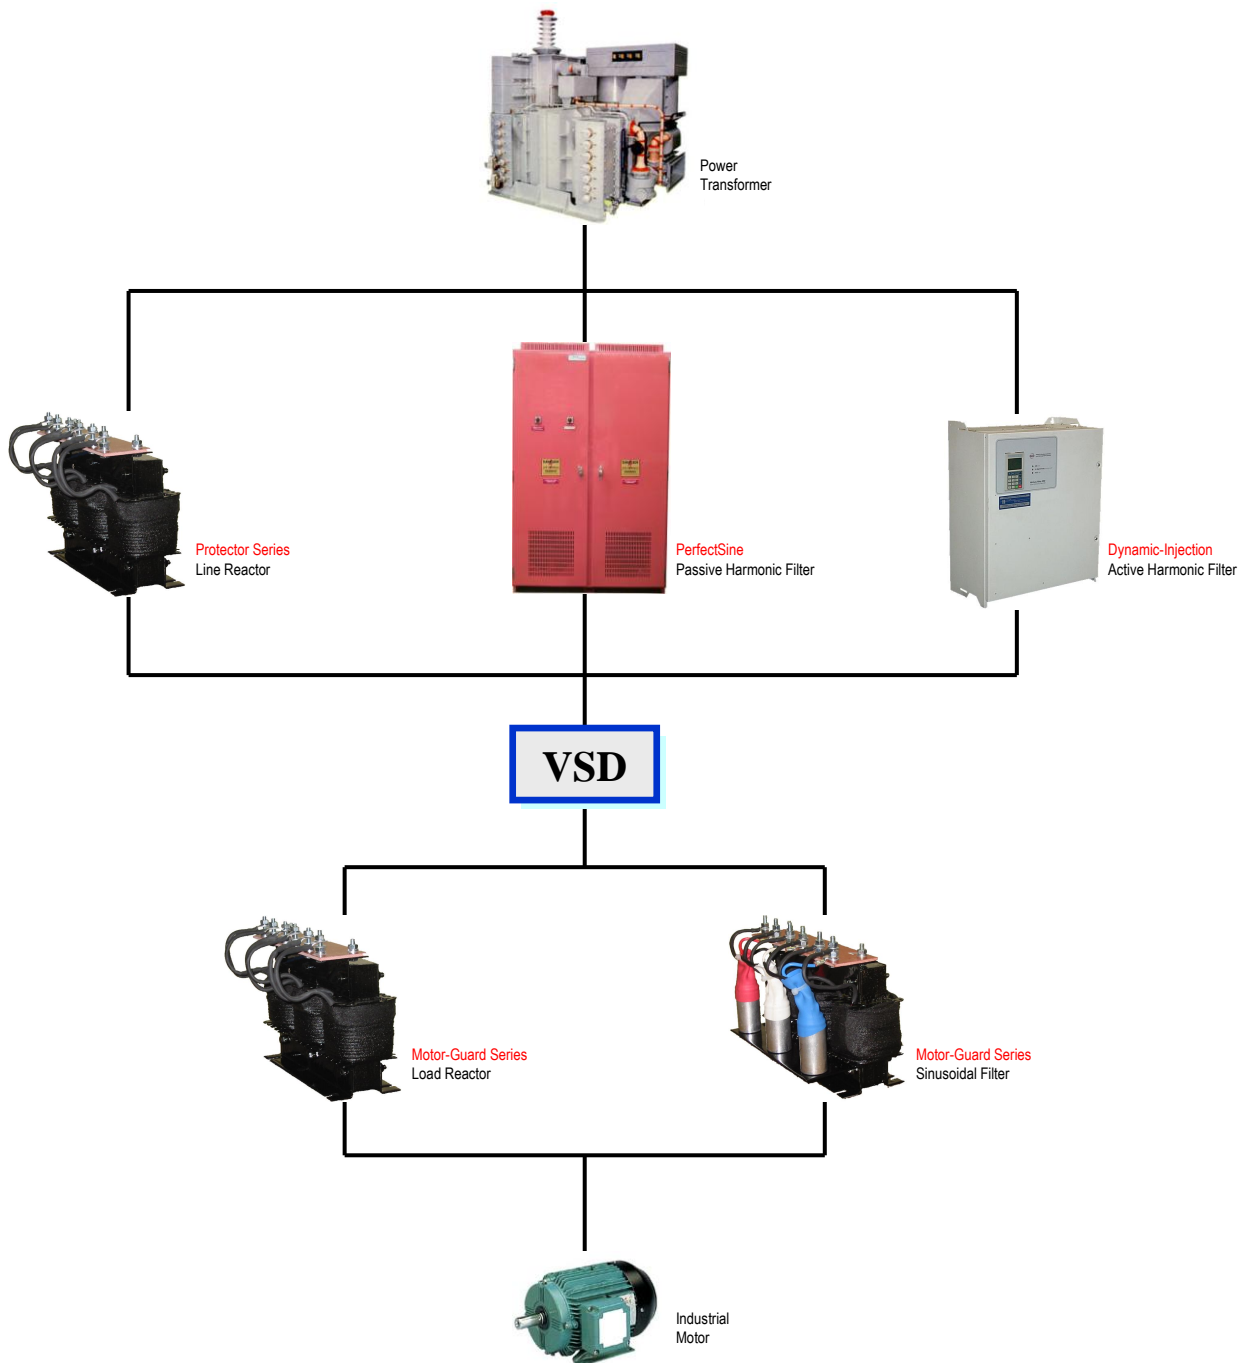 Power
Transformer
Protector Series
Line Reactor
PerfectSine
Passive Harmonic Filter
Dynamic-Injection
Active Harmonic Filter
VSD
Motor-Guard Series
Load Reactor
Motor-Guard Series
Sinusoidal Filter
Industrial
Motor